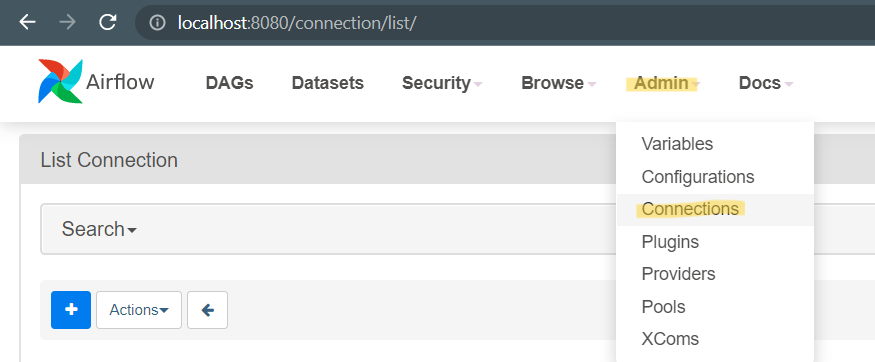 localhost:8080/connection/list/
Airflow DAGs Datasets Security Browse Admin Docs
List Connection
Search
Actions
Variables
Configurations
Connections
Plugins
Providers
Pools
XComs